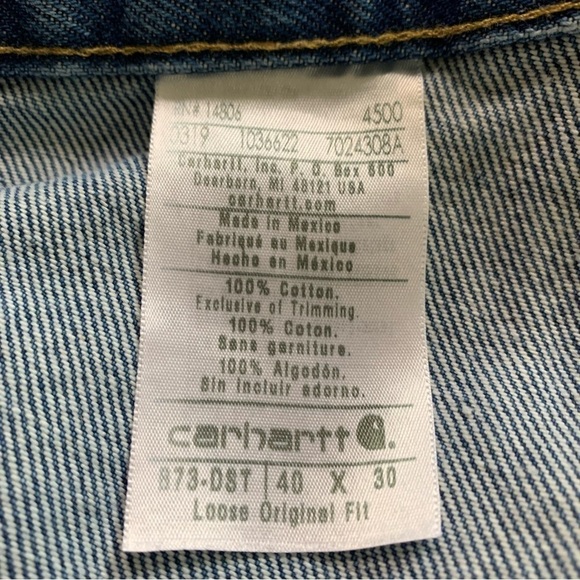 RN# 14806 4500
0319 1036622 7024308A
Carhartt, Inc. P. O. Box 600
Dearborn, MI 48121 USA
carhartt.com
Made in Mexico
Fabriqué au Mexique
Hecho en México
100% Cotton.
Exclusive of Trimming.
100% Coton.
Sans garniture.
100% Algodón.
Sin incluir adorno.
carhartt
B73-DST 40 X 30
Loose Original Fit